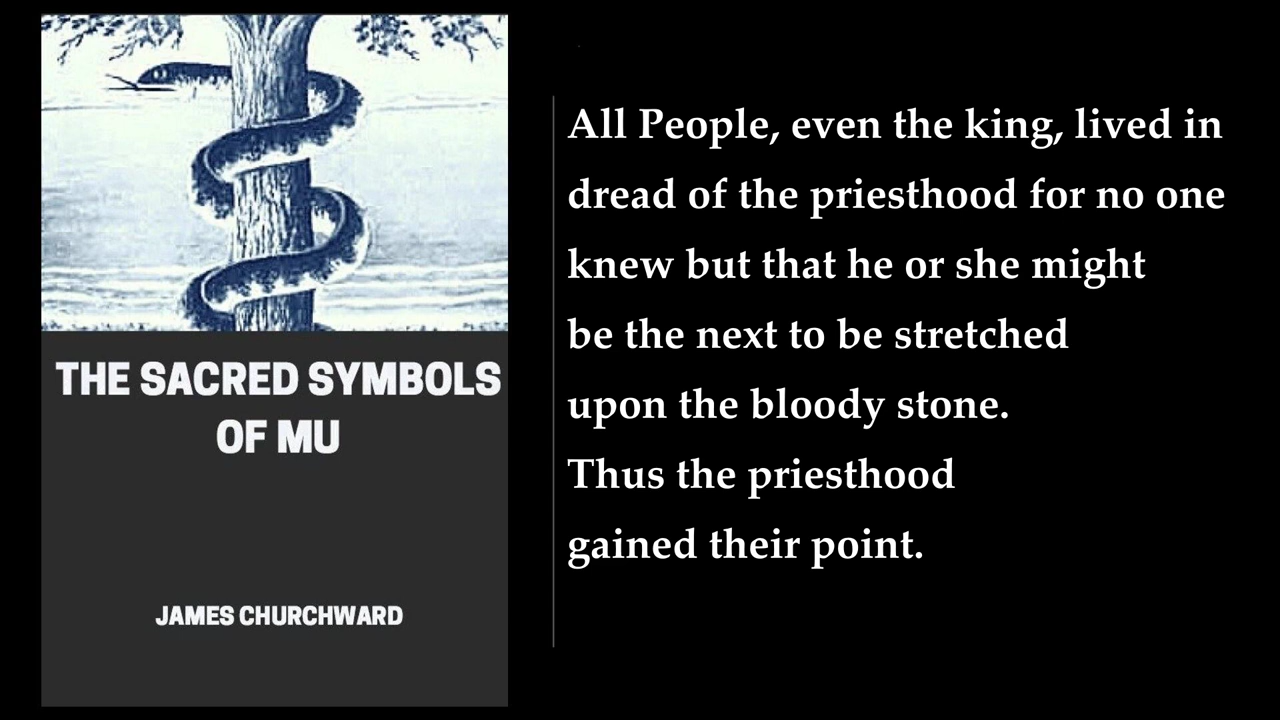 THE SACRED SYMBOLS
OF MU
JAMES CHURCHWARD
All People, even the king, lived in
dread of the priesthood for no one
knew but that he or she might
be the next to be stretched
upon the bloody stone.
Thus the priesthood
gained their point.